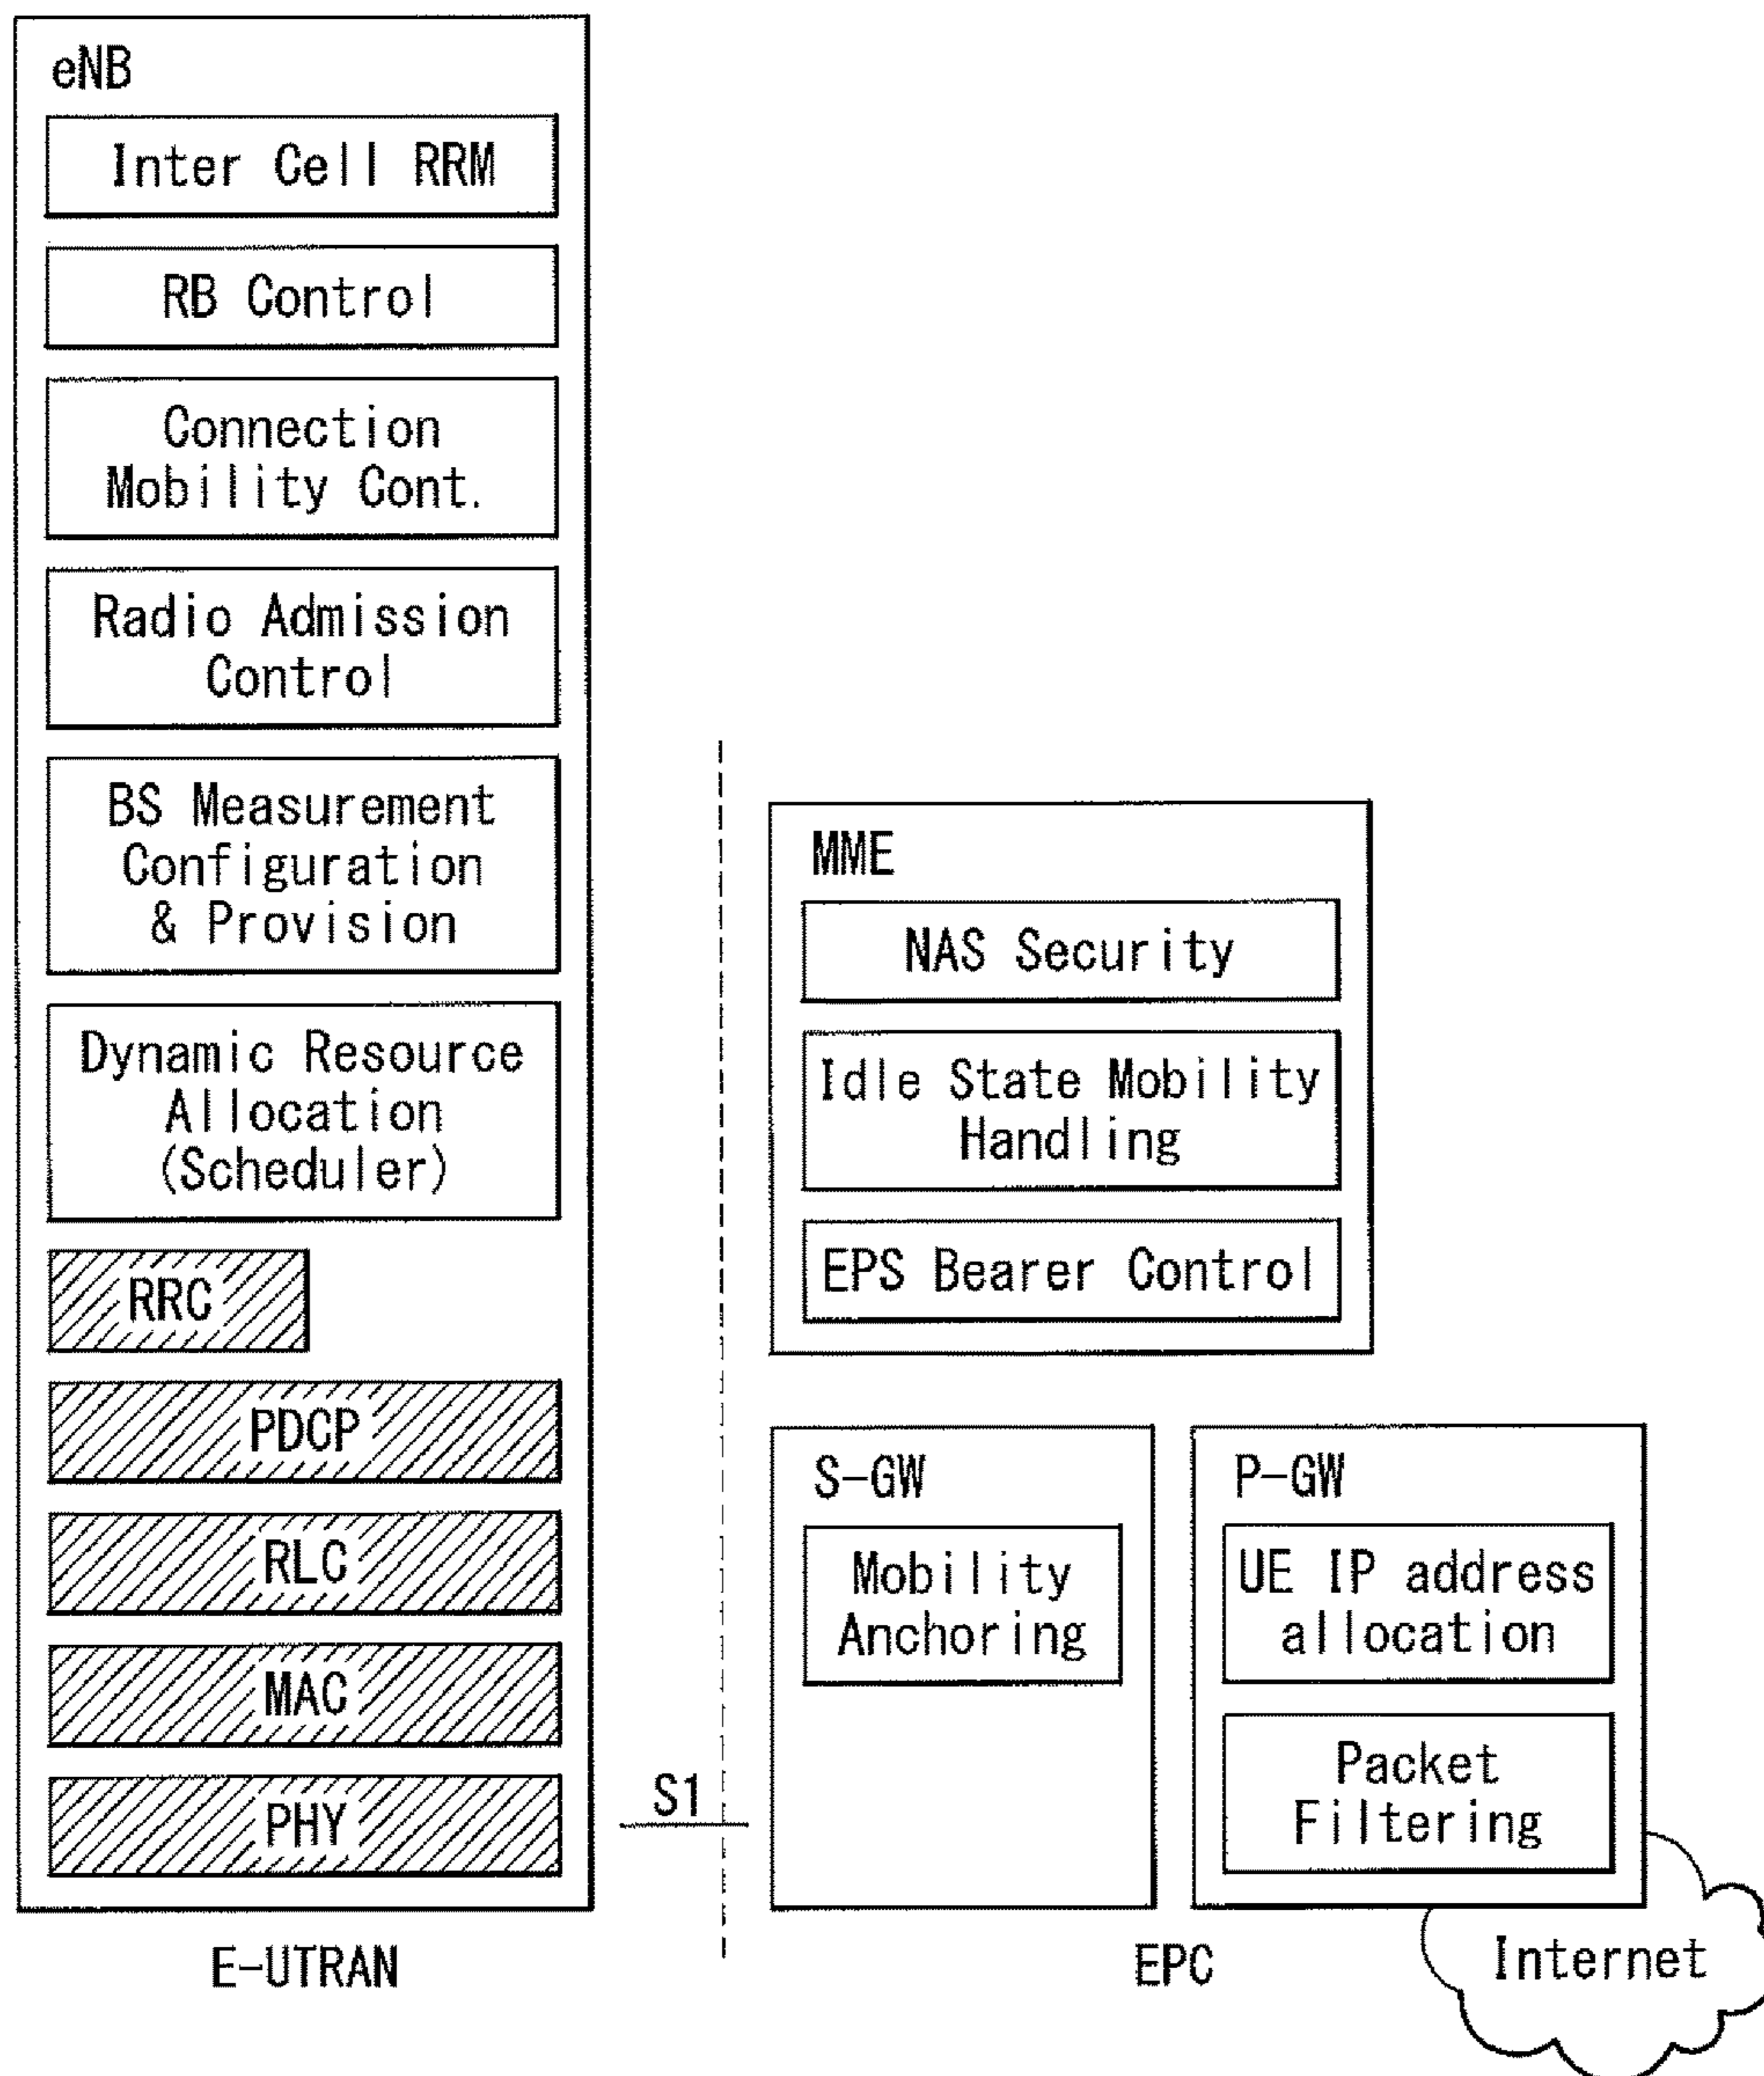 eNB
Inter Cell RRM
RB Control
Connection
Mobility Cont.
Radio Admission
Control
BS Measurement
Configuration
& Provision
Dynamic Resource
Allocation
(Scheduler)
RRC
PDCP
RLC
MAC
PHY
E-UTRAN
S1
MME
NAS Security
Idle State Mobility
Handling
EPS Bearer Control
S-GW
Mobility
Anchoring
P-GW
UE IP address
allocation
Packet
Filtering
EPC
Internet